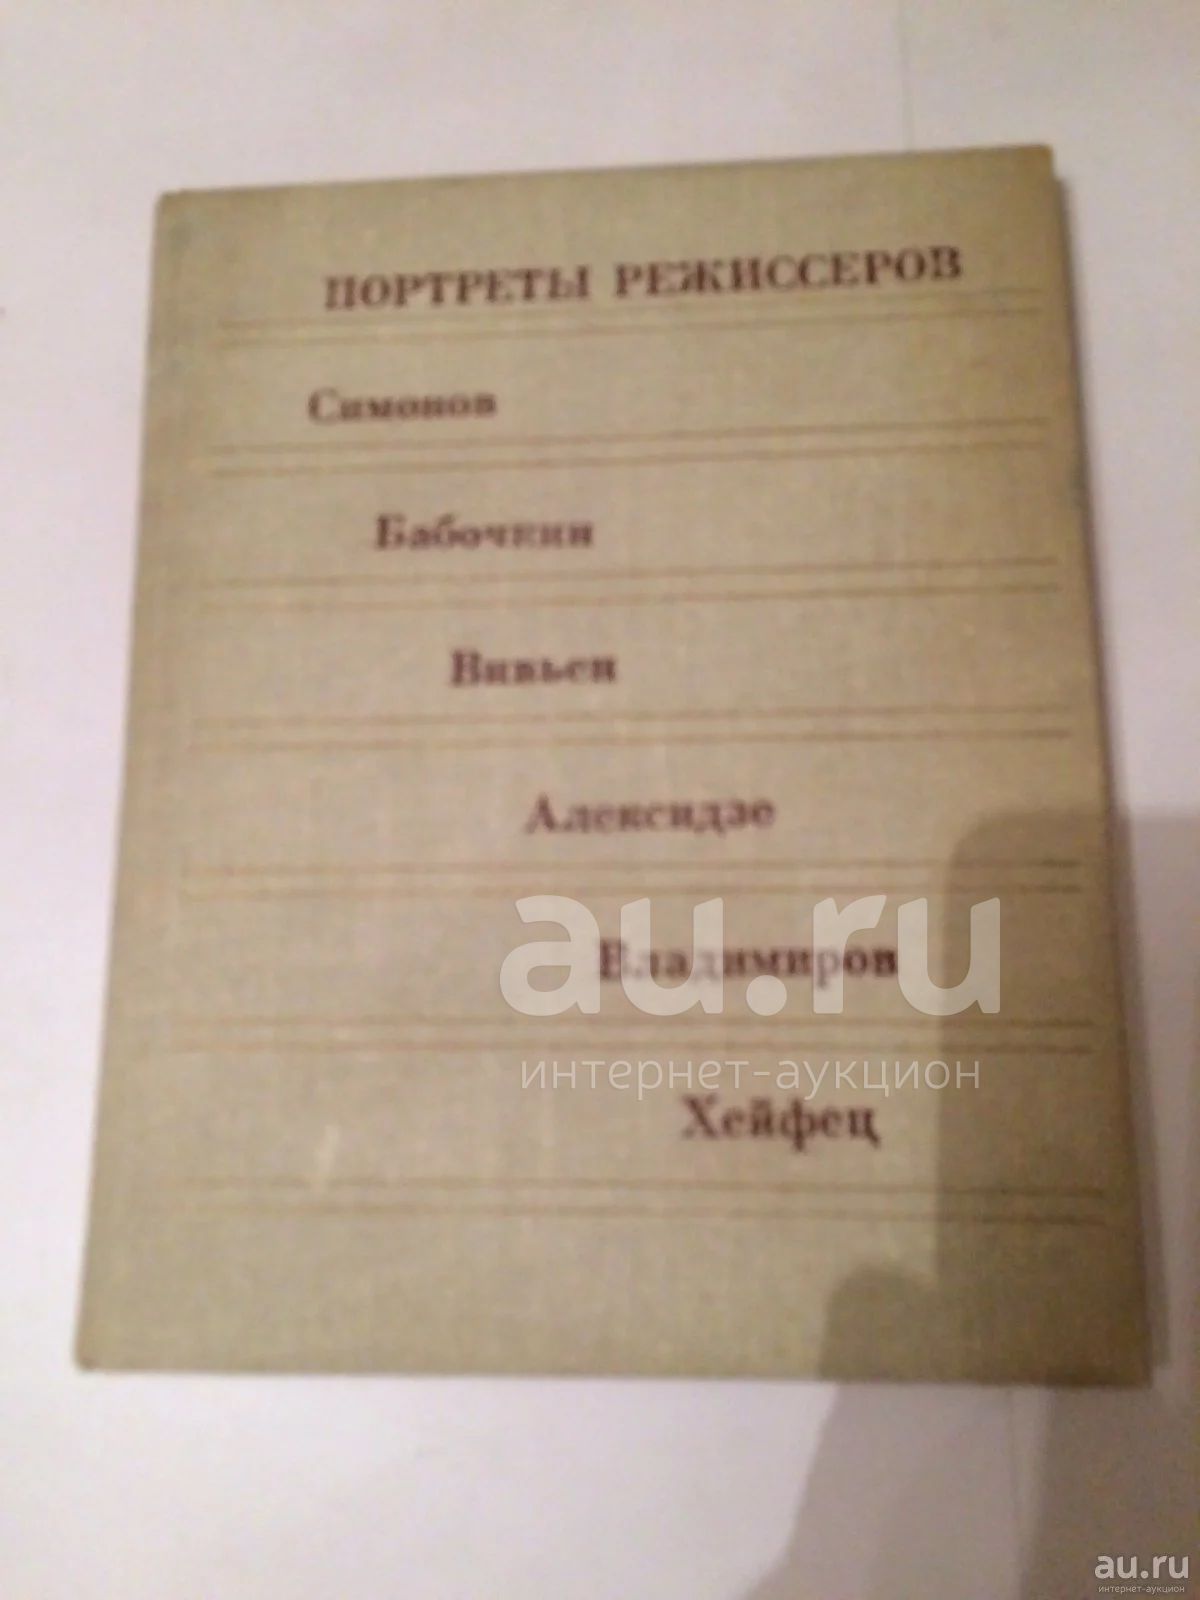 ПОРТРЕТЫ РЕЖИССЕРОВ
Симонов
Бабочкин
Вивьен
Алексидзе
Владимиров
au.ru
интернет-аукцион
Хейфец
au.ru
интернет-аукцион